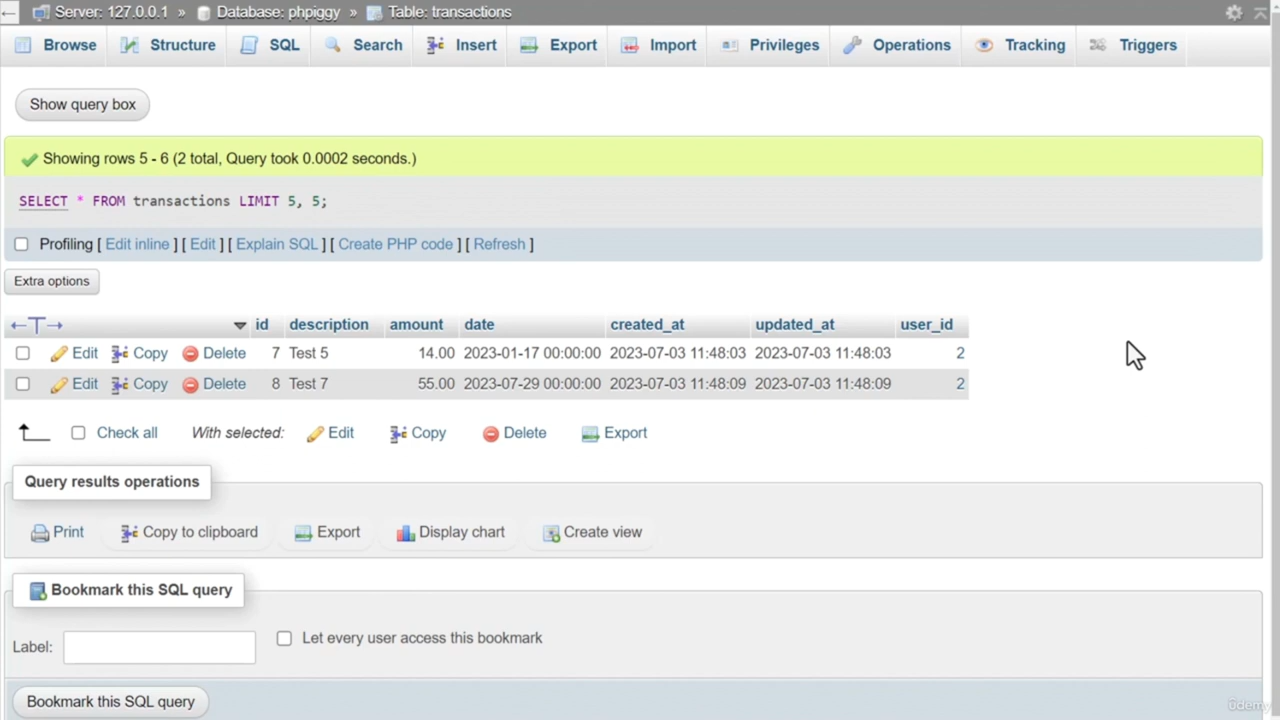 Server: 127.0.0.1 » Database: phpiggy » Table: transactions
Browse Structure SQL Search Insert Export Import Privileges Operations Tracking Triggers
Show query box
Showing rows 5 - 6 (2 total, Query took 0.0002 seconds.)
SELECT * FROM transactions LIMIT 5, 5;
Profiling [ Edit inline ] [ Edit ] [ Explain SQL ] [ Create PHP code ] [ Refresh ]
Extra options
←T→ id description amount date created_at updated_at user_id
Edit Copy Delete 7 Test 5 14.00 2023-01-17 00:00:00 2023-07-03 11:48:03 2023-07-03 11:48:03 2
Edit Copy Delete 8 Test 7 55.00 2023-07-29 00:00:00 2023-07-03 11:48:09 2023-07-03 11:48:09 2
Check all With selected: Edit Copy Delete Export
Query results operations
Print Copy to clipboard Export Display chart Create view
Bookmark this SQL query
Label: Let every user access this bookmark
Bookmark this SQL query
ûdemy